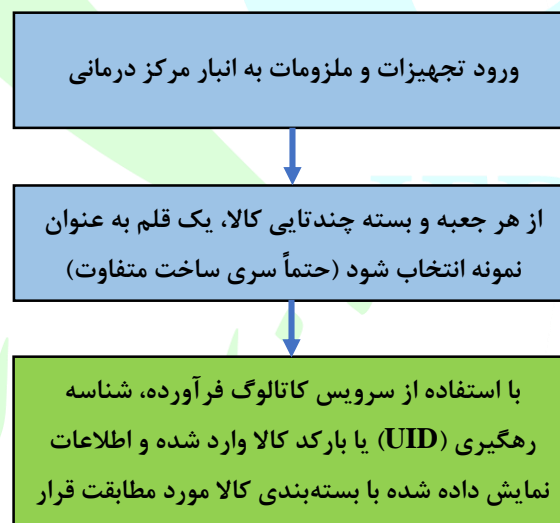 ورود تجهیزات و ملزومات به انبار مرکز درمانی
از هر جعبه و بسته چندتایی کالا، یک قلم به عنوان
نمونه انتخاب شود (حتماً سری ساخت متفاوت)
با استفاده از سرویس کاتالوگ فرآورده، شناسه
رهگیری (UID) یا بارکد کالا وارد شده و اطلاعات
نمایش داده شده با بسته‌بندی کالا مورد مطابقت قرار